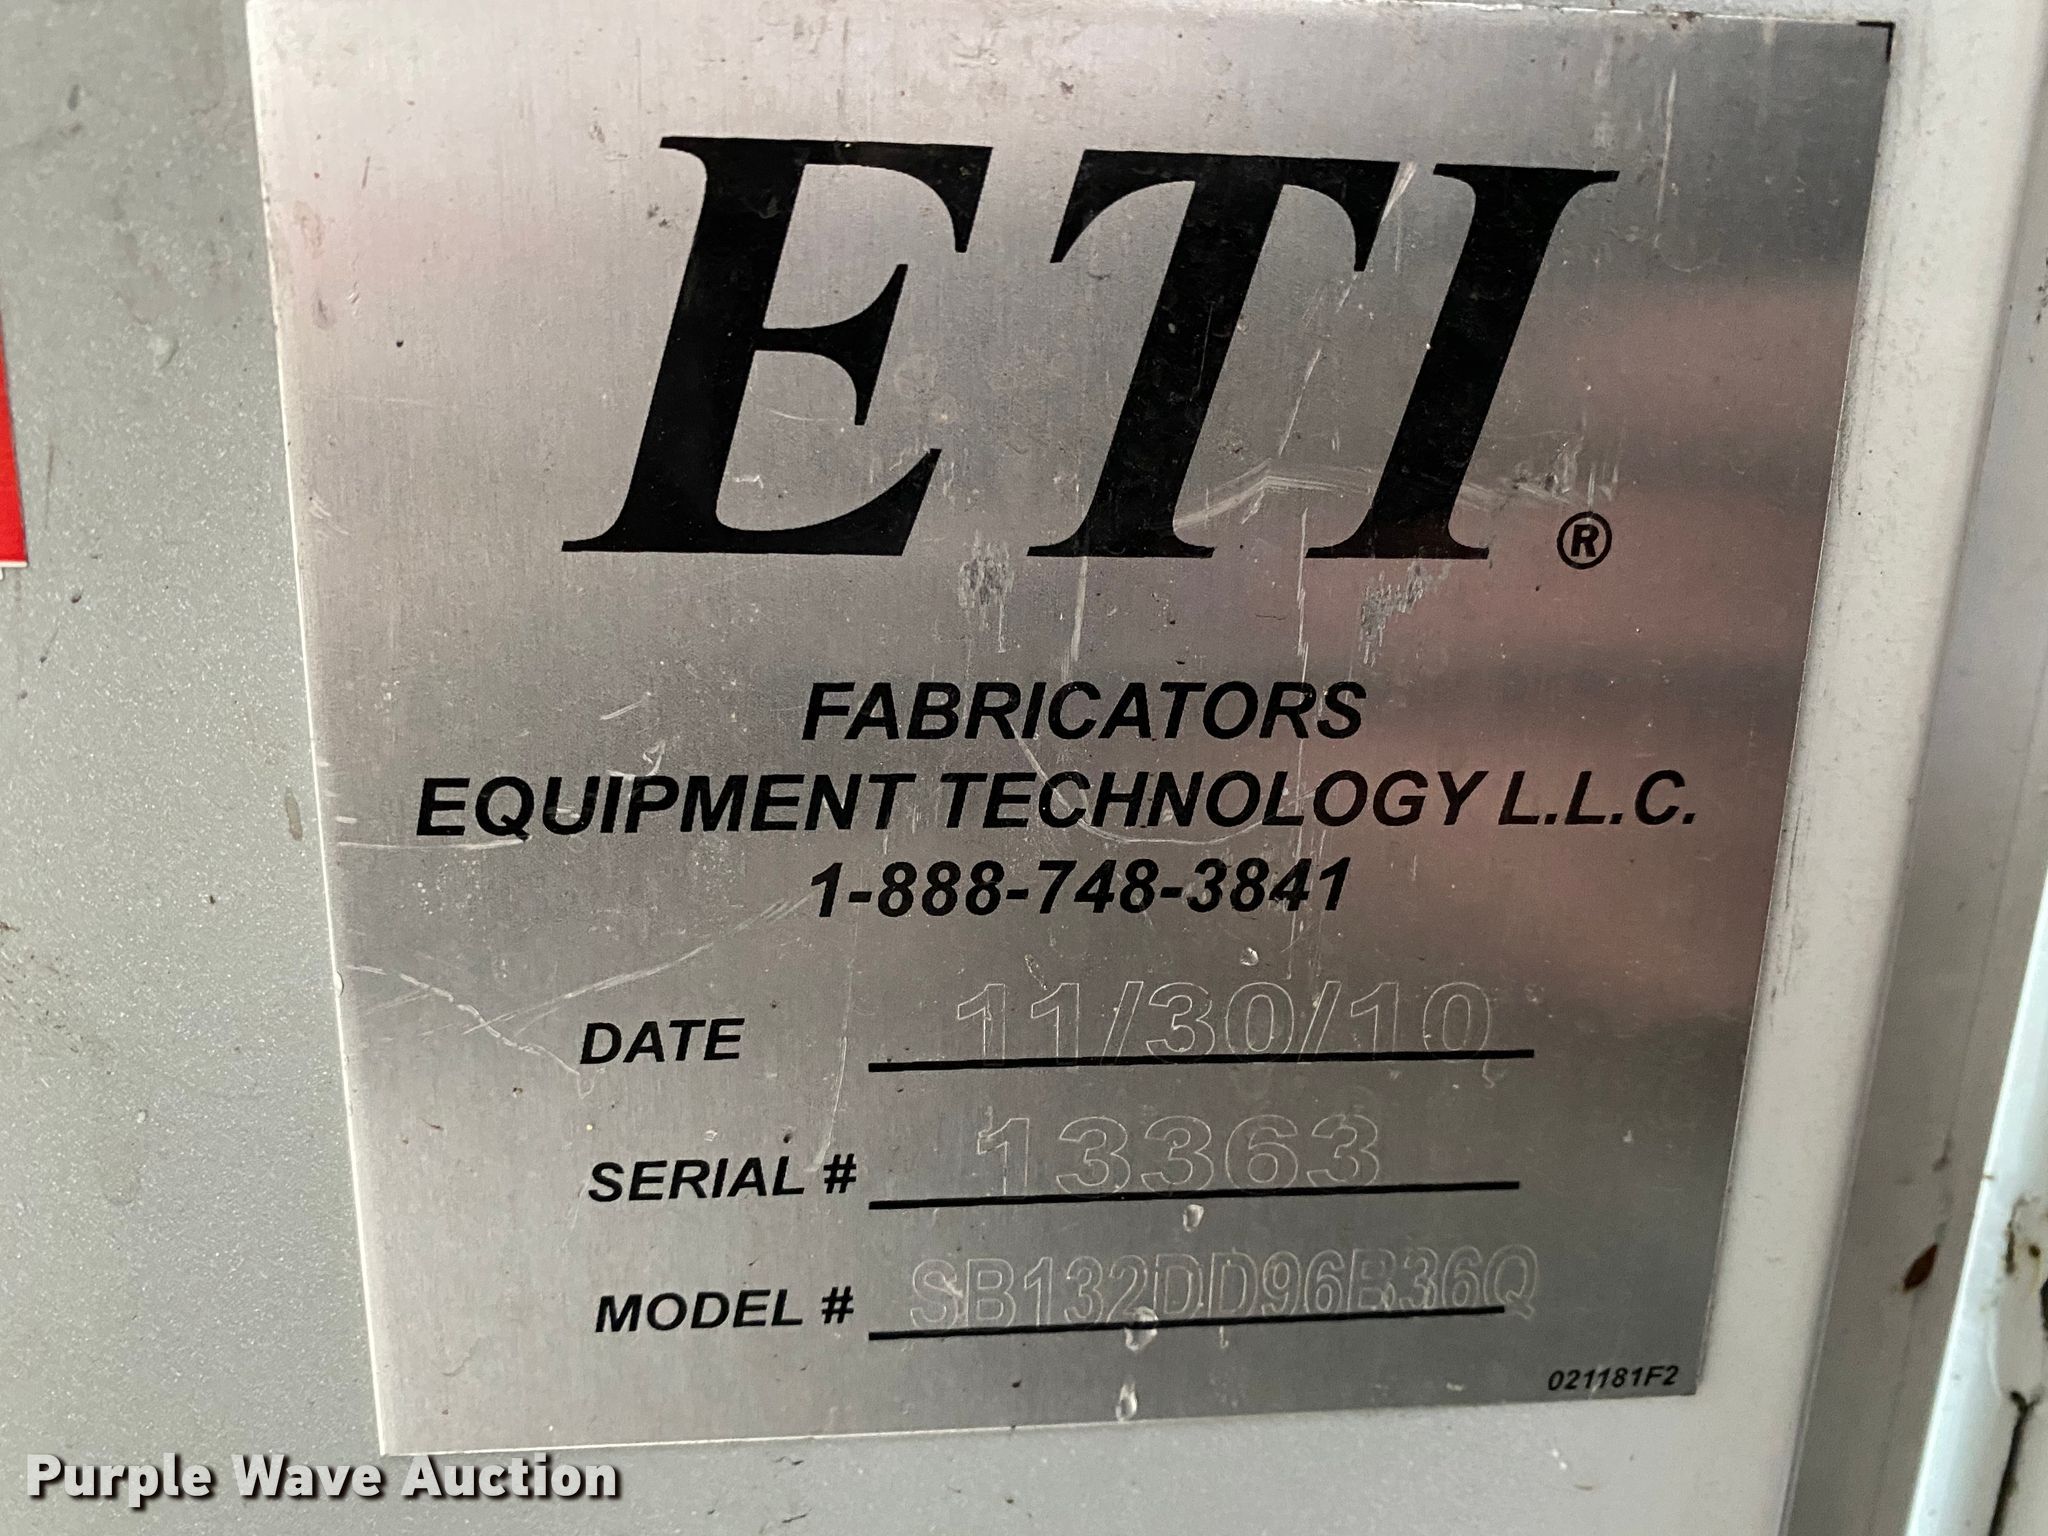 ETI®
FABRICATORS
EQUIPMENT TECHNOLOGY L.L.C.
1-888-748-3841
DATE 11/30/10
SERIAL # 13363
MODEL # SB132DD96B36Q
021181F2
Purple Wave Auction